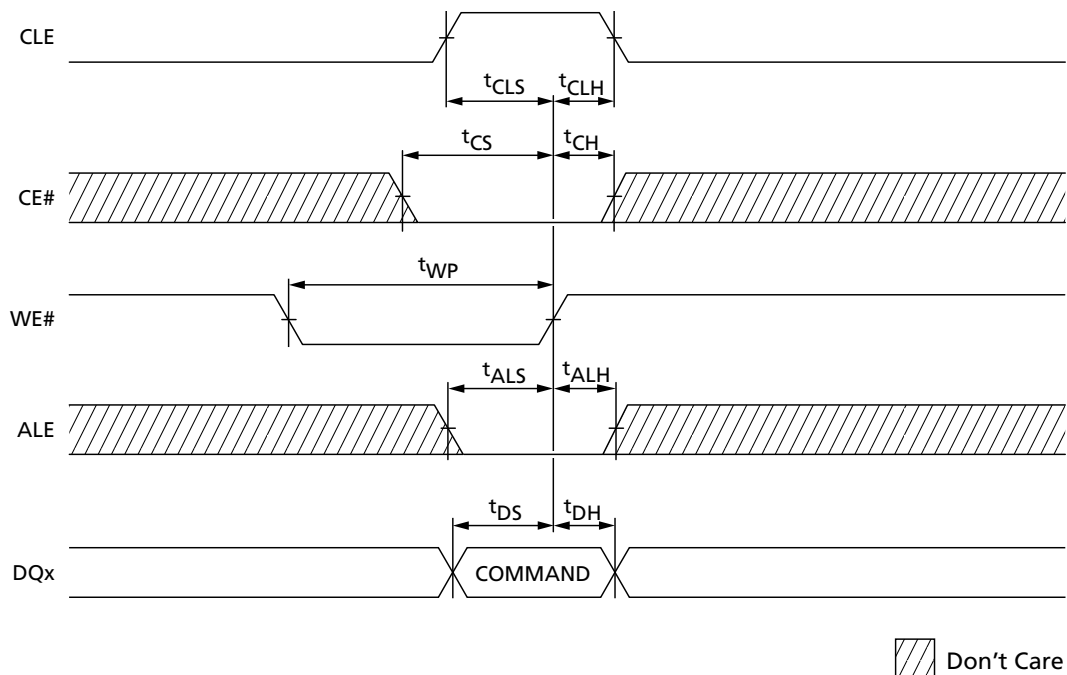 CLE
tCLS tCLH
tCS tCH
CE#
tWP
WE#
tALS tALH
ALE
tDS tDH
DQx COMMAND
Don't Care